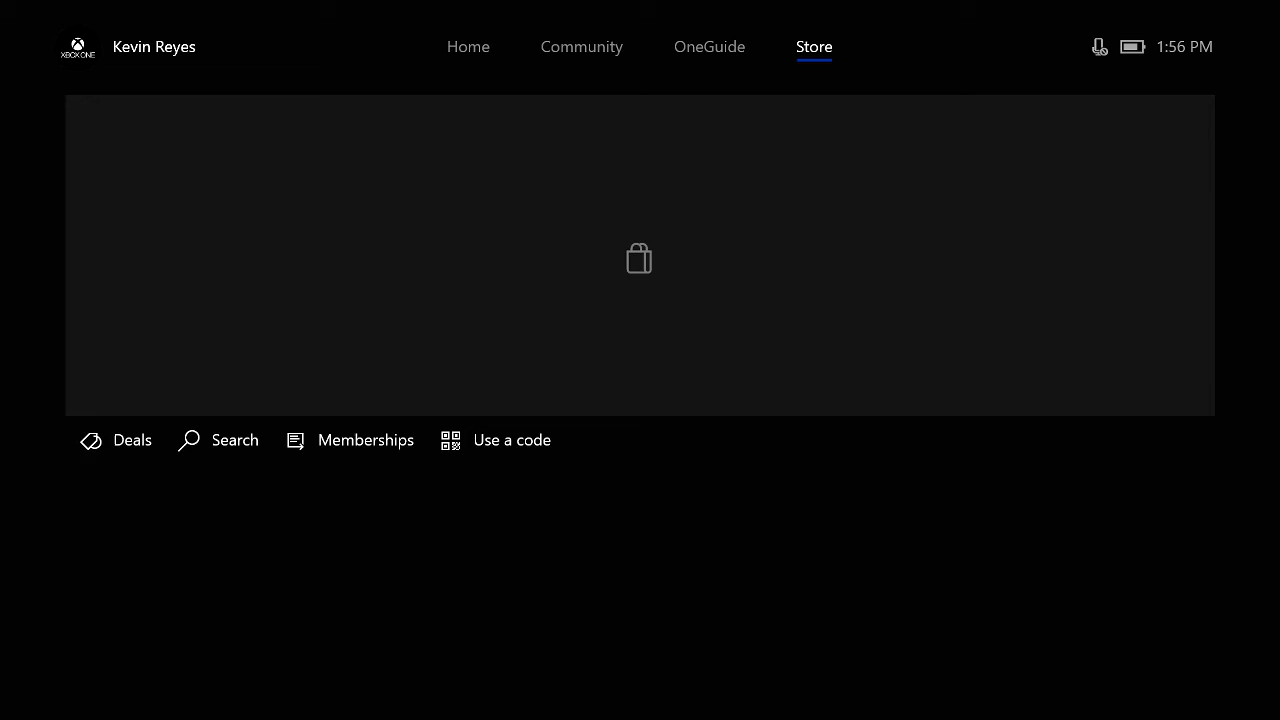 XBOX ONE
Kevin Reyes
Home
Community
OneGuide
Store
1:56 PM
Deals
Search
Memberships
Use a code